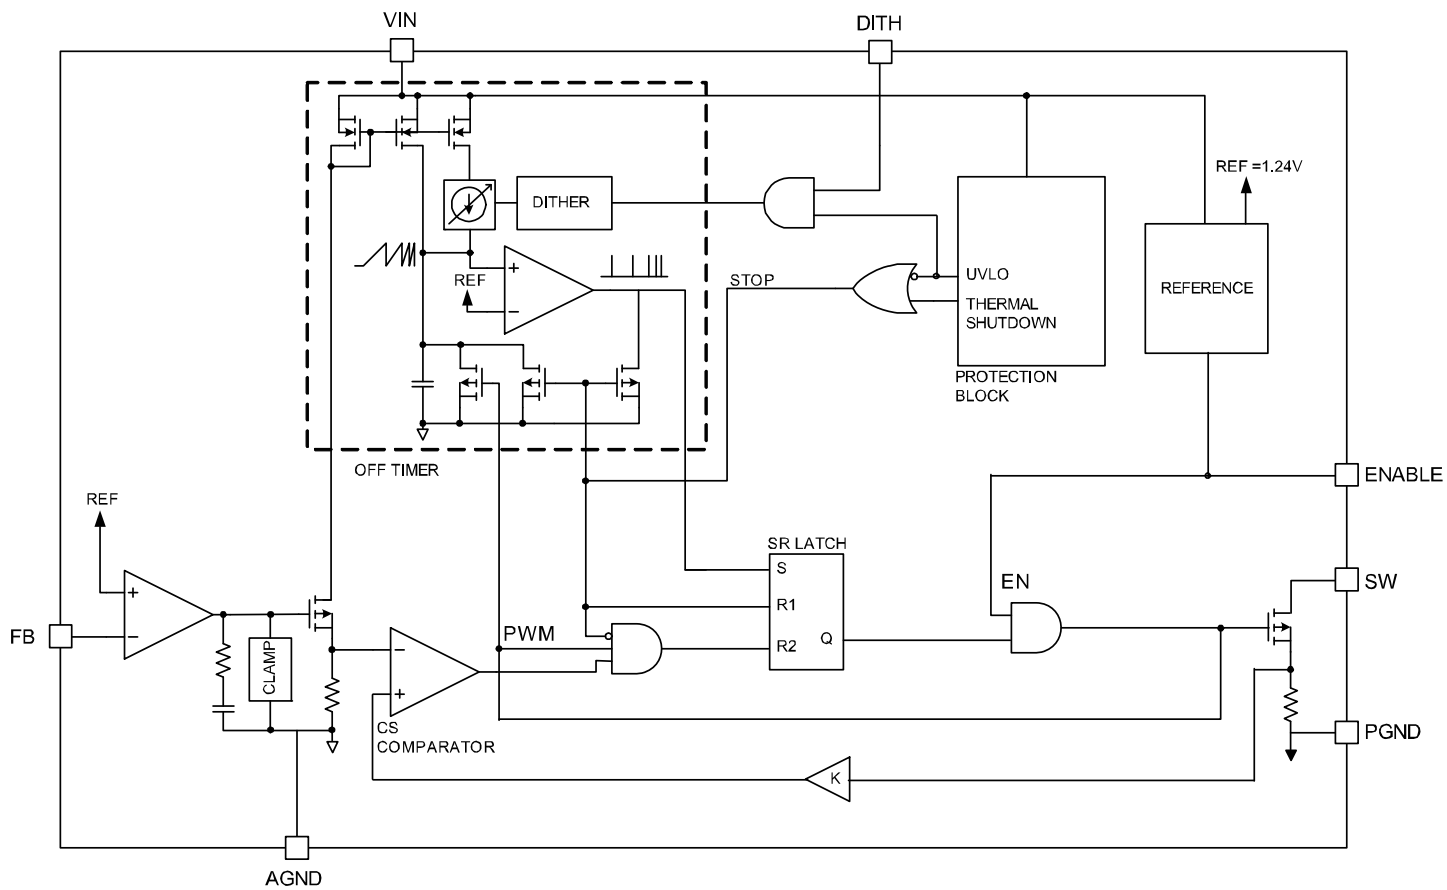 VIN
DITH
REF =1.24V
DITHER
REF
+
−
STOP
UVLO
THERMAL
SHUTDOWN
REFERENCE
PROTECTION
BLOCK
OFF TIMER
ENABLE
REF
SR LATCH
S
EN
SW
+
R1
FB
−
PWM
Q
R2
CLAMP
−
+
CS
COMPARATOR
PGND
K
AGND